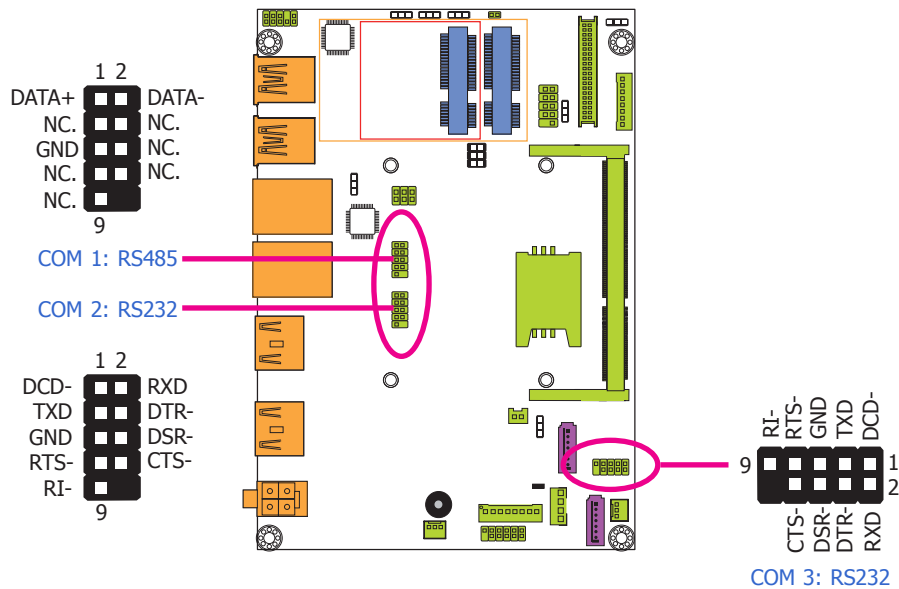 1 2
DATA+ DATA-
NC. NC.
GND NC.
NC. NC.
NC.
9
COM 1: RS485
COM 2: RS232
1 2
DCD- RXD
TXD DTR-
GND DSR-
RTS- CTS-
RI-
9
RI- RTS- GND TXD DCD-
9 1
2
CTS- DSR- DTR- RXD
COM 3: RS232